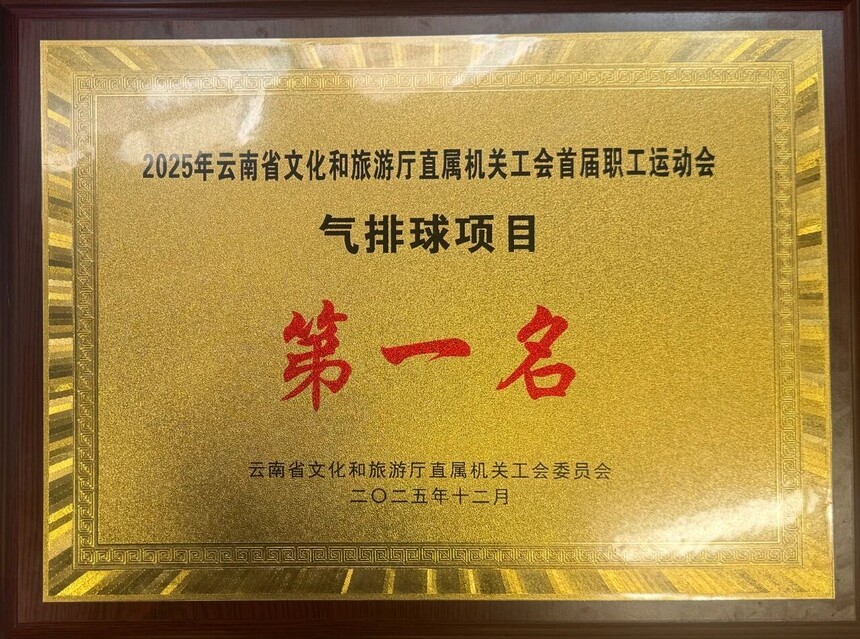 2025年云南省文化和旅游厅直属机关工会首届职工运动会
气排球项目
第一名
云南省文化和旅游厅直属机关工会委员会
二〇二五年十二月